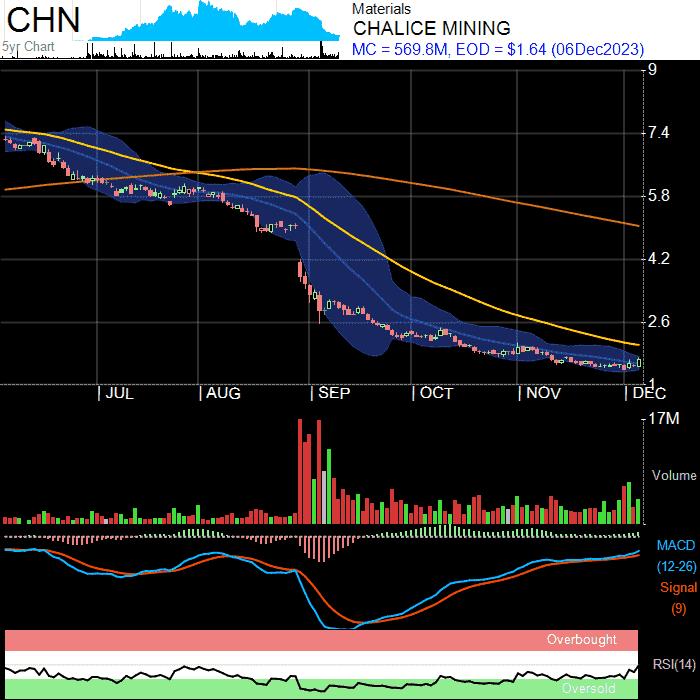 CHN
5yr Chart
Materials
CHALICE MINING
MC = 569.8M, EOD = $1.64 (06Dec2023)
9
7.4
5.8
4.2
2.6
1
| JUL | AUG | SEP | OCT | NOV | DEC
17M
Volume
MACD
(12-26)
Signal
(9)
Overbought
RSI(14)
Oversold